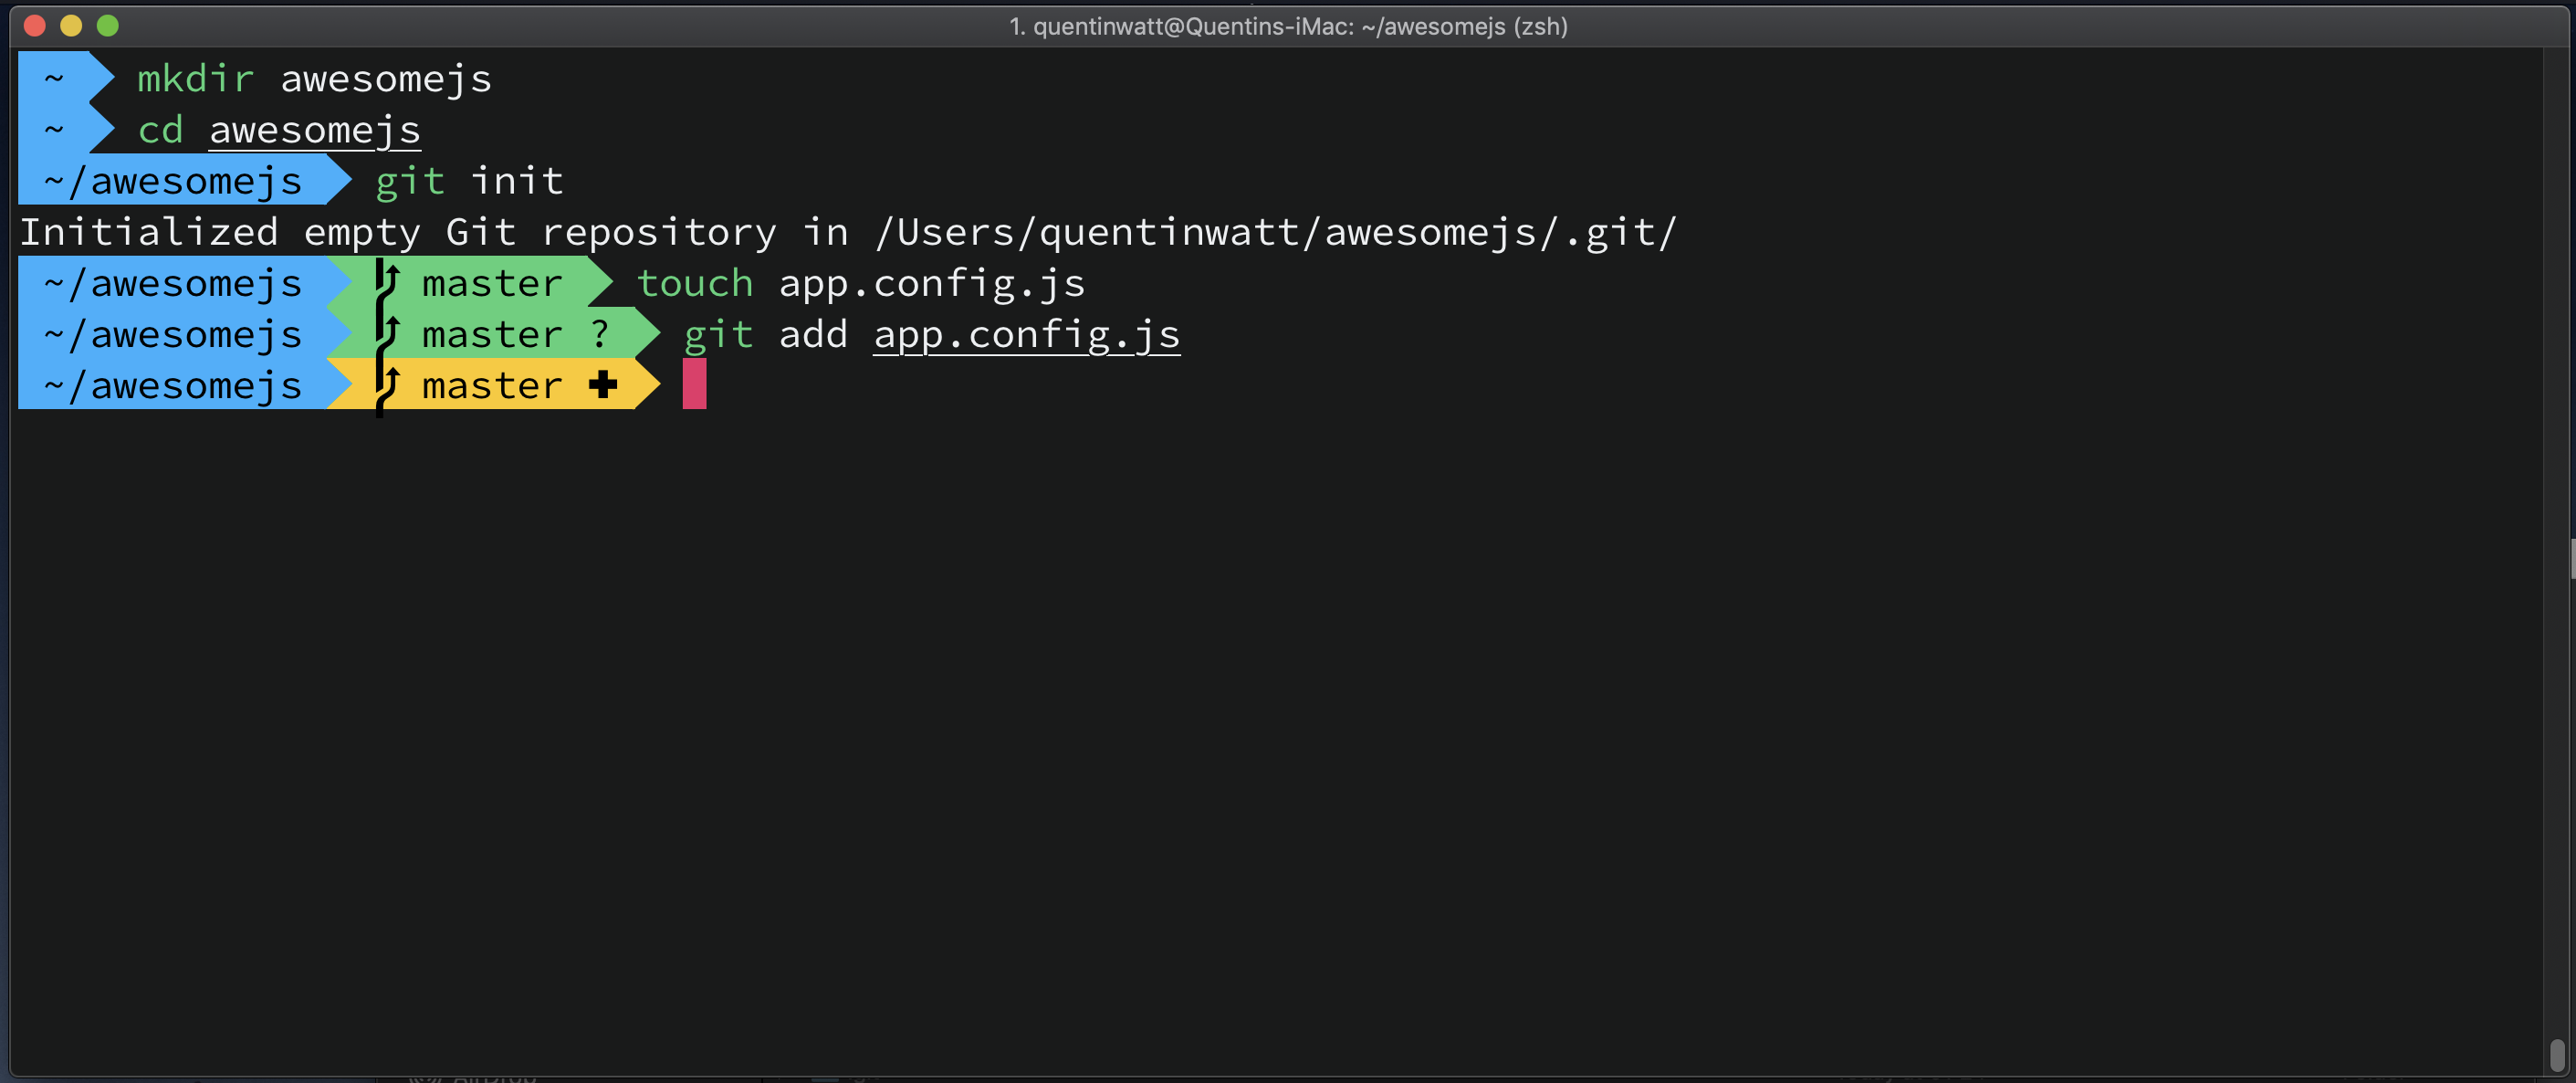 1. quentinwatt@Quentins-iMac: ~/awesomejs (zsh)
~ mkdir awesomejs
~ cd awesomejs
~/awesomejs git init
Initialized empty Git repository in /Users/quentinwatt/awesomejs/.git/
~/awesomejs master touch app.config.js
~/awesomejs master ? git add app.config.js
~/awesomejs master ✚